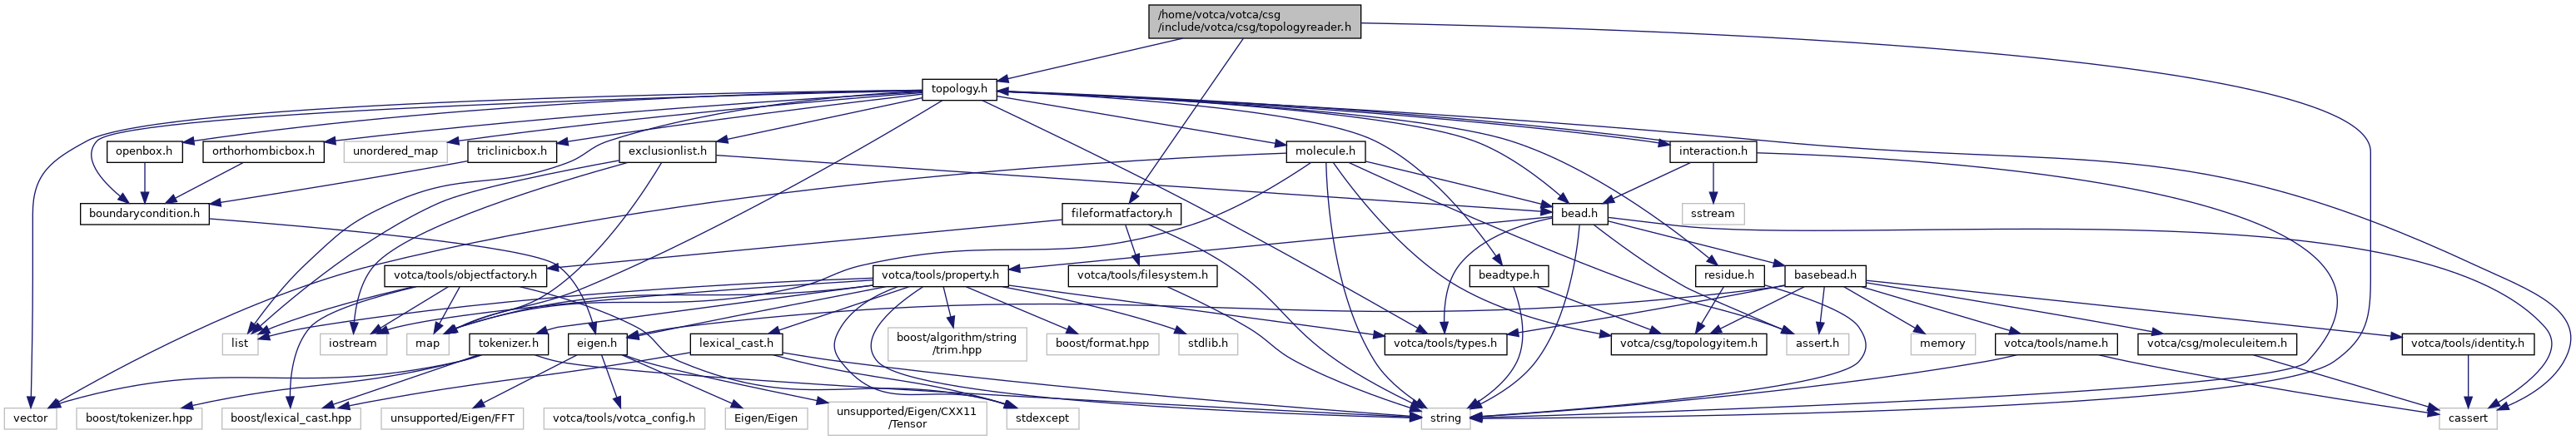 /home/votca/votca/csg
/include/votca/csg/topologyreader.h
topology.h
openbox.h
orthorhombicbox.h
unordered_map
triclinicbox.h
exclusionlist.h
molecule.h
interaction.h
boundarycondition.h
fileformatfactory.h
bead.h
sstream
votca/tools/objectfactory.h
votca/tools/property.h
votca/tools/filesystem.h
beadtype.h
residue.h
basebead.h
list
iostream
map
tokenizer.h
eigen.h
lexical_cast.h
boost/algorithm/string
/trim.hpp
boost/format.hpp
stdlib.h
votca/tools/types.h
votca/csg/topologyitem.h
assert.h
memory
votca/tools/name.h
votca/csg/moleculeitem.h
votca/tools/identity.h
vector
boost/tokenizer.hpp
boost/lexical_cast.hpp
unsupported/Eigen/FFT
votca/tools/votca_config.h
Eigen/Eigen
unsupported/Eigen/CXX11
/Tensor
stdexcept
string
cassert